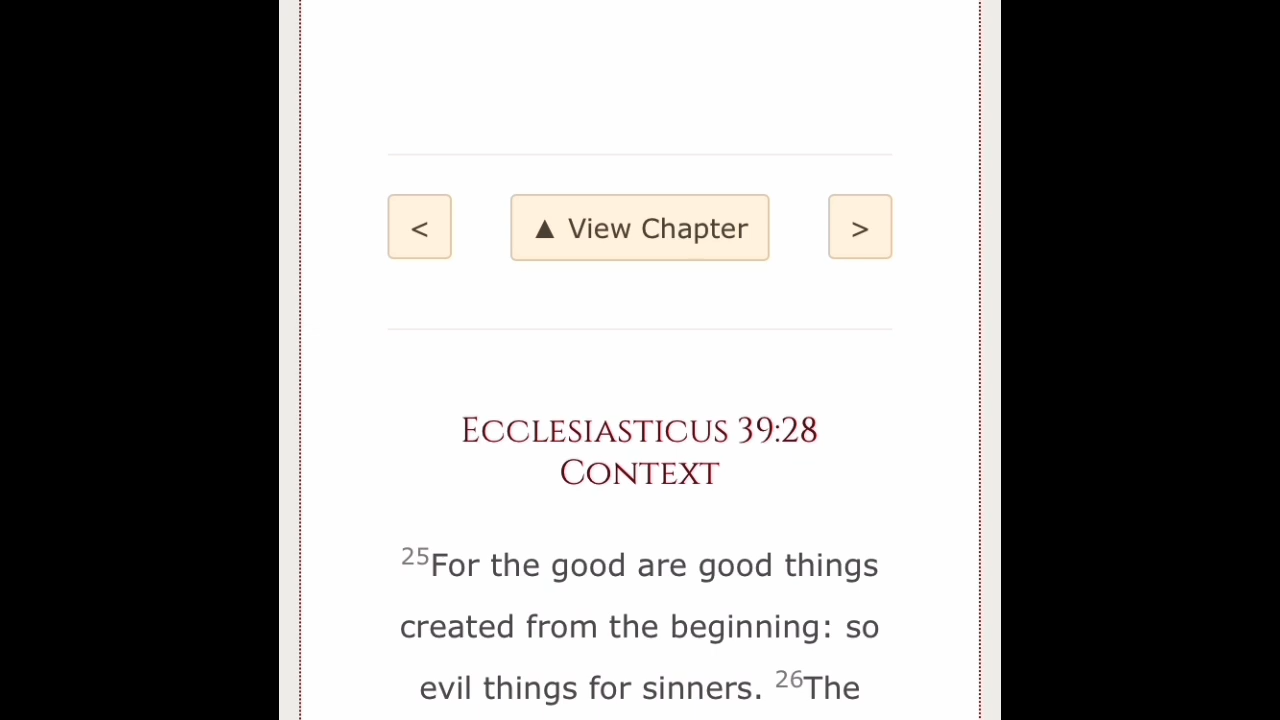 < ▲ View Chapter >
Ecclesiasticus 39:28
Context
25For the good are good things
created from the beginning: so
evil things for sinners. 26The